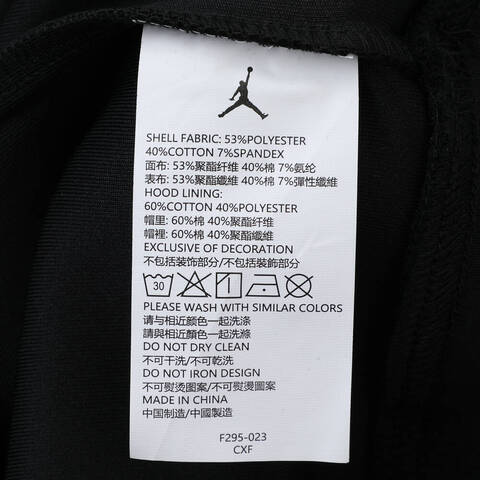 SHELL FABRIC: 53%POLYESTER
40%COTTON 7%SPANDEX
面布: 53%聚酯纤维 40%棉 7%氨纶
表布: 53%聚酯纖維 40%棉 7%彈性纖維
HOOD LINING:
60%COTTON 40%POLYESTER
帽里: 60%棉 40%聚酯纤维
帽裡: 60%棉 40%聚酯纖維
EXCLUSIVE OF DECORATION
不包括装饰部分/不包括裝飾部分
30
PLEASE WASH WITH SIMILAR COLORS
请与相近颜色一起洗涤
請與相近顏色一起洗滌
DO NOT DRY CLEAN
不可干洗/不可乾洗
DO NOT IRON DESIGN
不可熨烫图案/不可熨燙圖案
MADE IN CHINA
中国制造/中國製造
F295-023
CXF